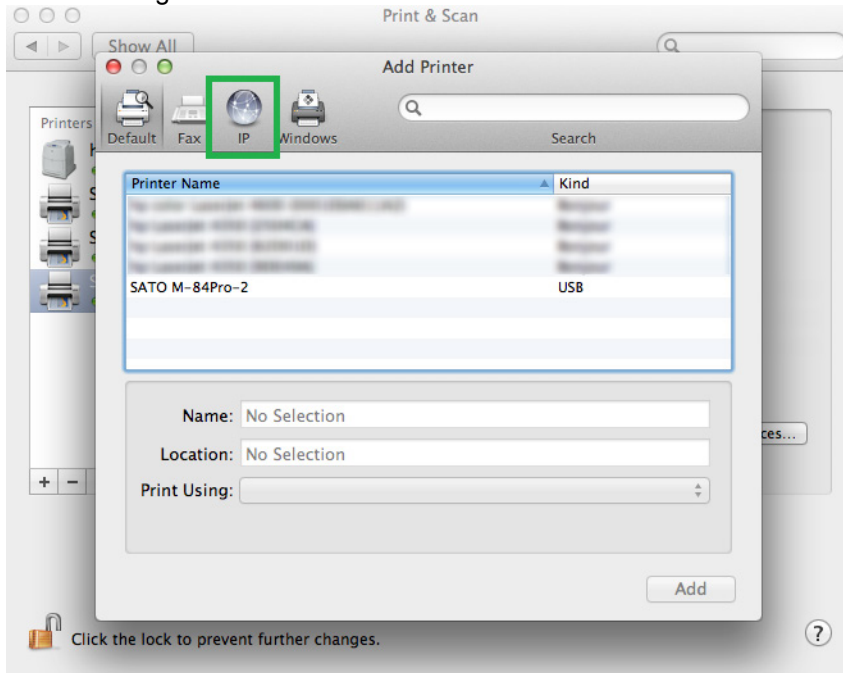 Print & Scan
Show All
Add Printer
Default Fax IP Windows
Search
Printers
Printer Name Kind
SATO M-84Pro-2 USB
Name: No Selection
Location: No Selection
ces...
+ -
Print Using:
Add
Click the lock to prevent further changes.
?